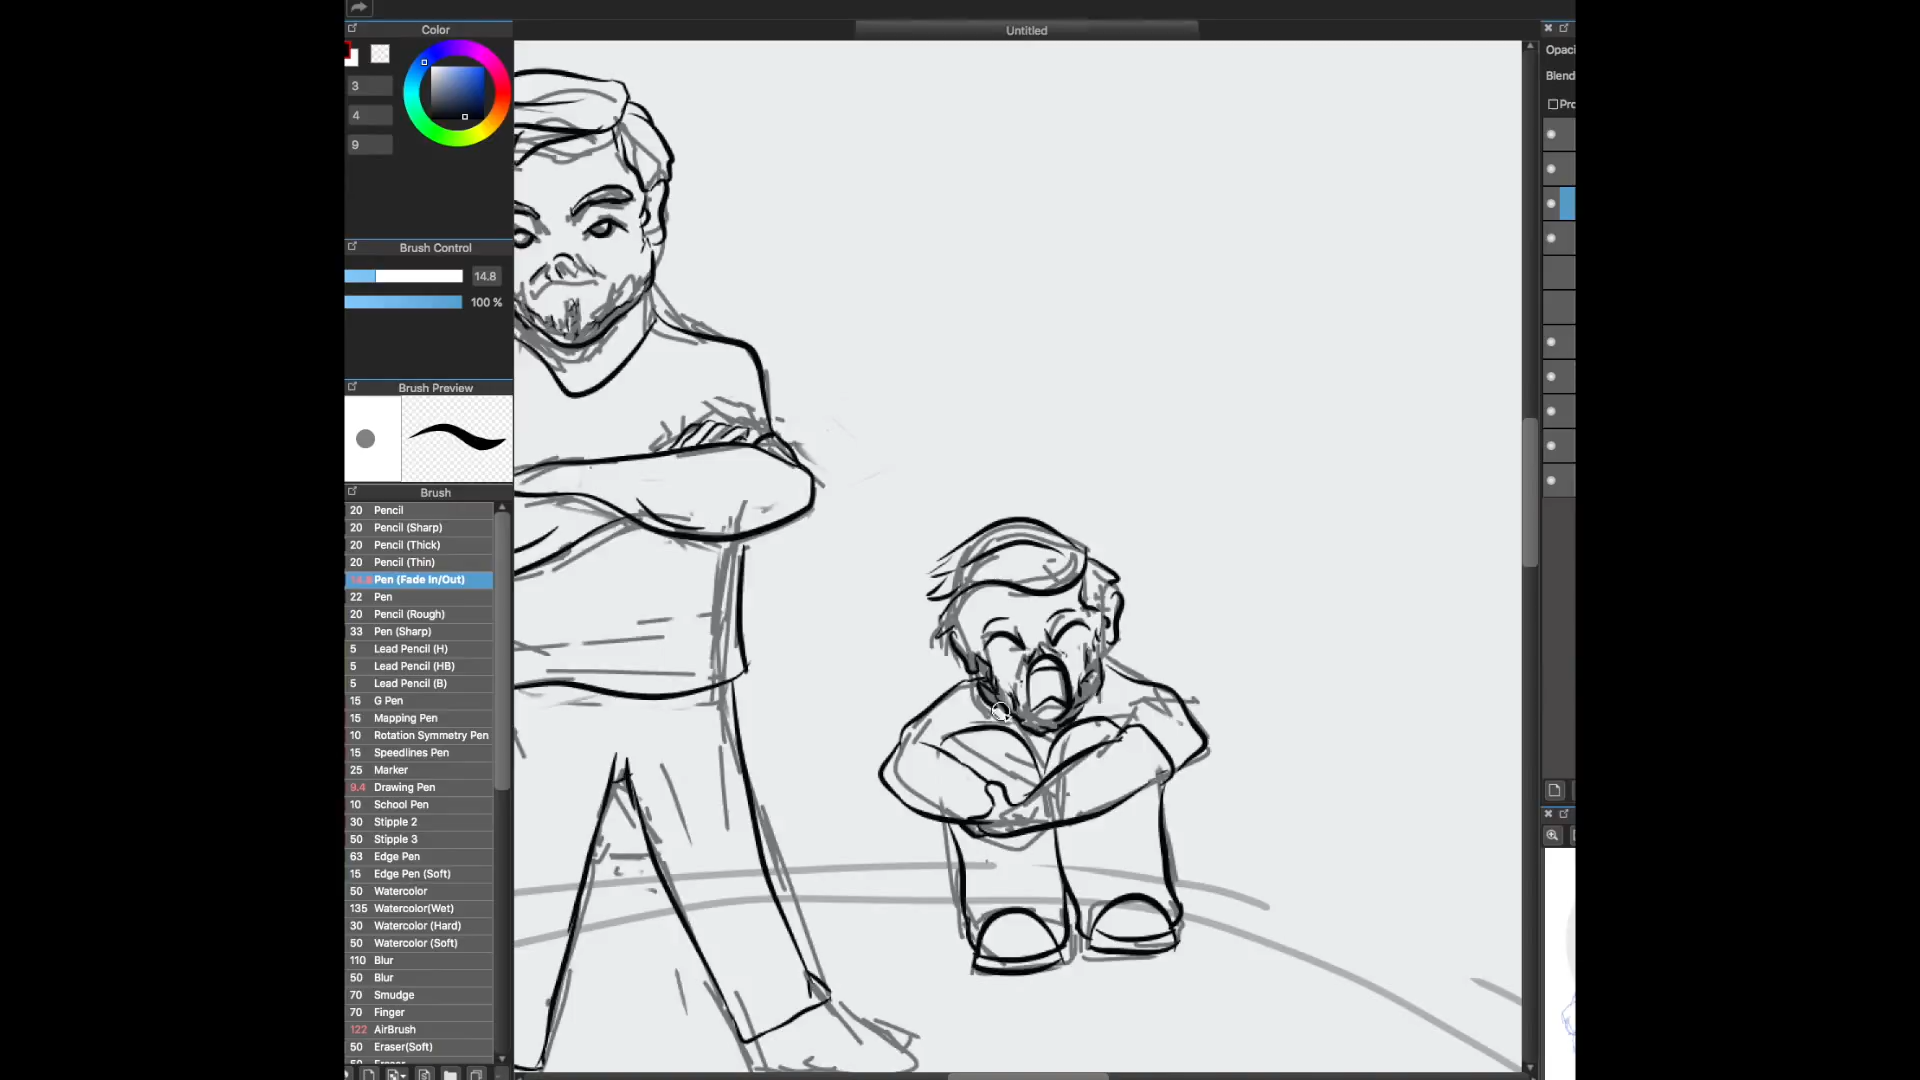 Untitled
Color
Opaci
Blend
3
Pro
4
9
Brush Control
14.8
100 %
Brush Preview
Brush
20 Pencil
20 Pencil (Sharp)
20 Pencil (Thick)
20 Pencil (Thin)
14.8 Pen (Fade In/Out)
22 Pen
20 Pencil (Rough)
33 Pen (Sharp)
5 Lead Pencil (H)
5 Lead Pencil (HB)
5 Lead Pencil (B)
15 G Pen
15 Mapping Pen
10 Rotation Symmetry Pen
15 Speedlines Pen
25 Marker
9.4 Drawing Pen
10 School Pen
30 Stipple 2
50 Stipple 3
63 Edge Pen
15 Edge Pen (Soft)
50 Watercolor
135 Watercolor(Wet)
30 Watercolor (Hard)
50 Watercolor (Soft)
110 Blur
50 Blur
70 Smudge
70 Finger
122 AirBrush
50 Eraser(Soft)
50 Eraser